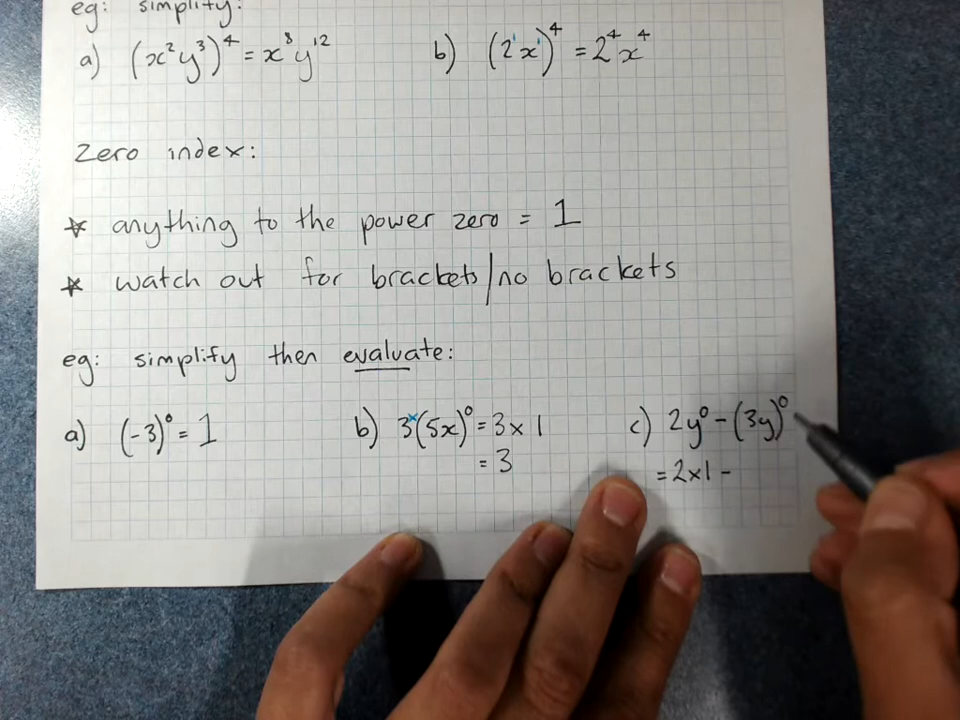 eg: simplify:
a) (x²y³)⁴ = x⁸y¹² b) (2¹x¹)⁴ = 2⁴x⁴
Zero index:
* anything to the power zero = 1
* watch out for brackets/no brackets
eg: simplify then evaluate:
a) (-3)⁰ = 1 b) 3×(5x)⁰ = 3 × 1 c) 2y⁰ - (3y)⁰
= 3 = 2×1 -